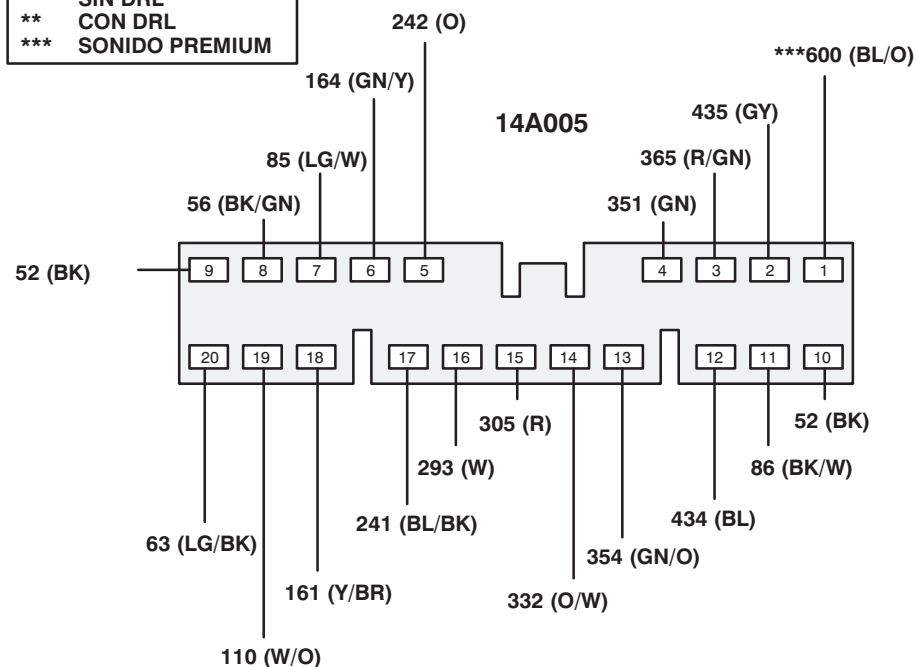 SIN DRL
** CON DRL
*** SONIDO PREMIUM
242 (O)
***600 (BL/O)
164 (GN/Y)
14A005
435 (GY)
85 (LG/W)
365 (R/GN)
56 (BK/GN)
351 (GN)
52 (BK)
9 8 7 6 5 4 3 2 1
20 19 18 17 16 15 14 13 12 11 10
305 (R)
52 (BK)
293 (W)
86 (BK/W)
241 (BL/BK)
434 (BL)
63 (LG/BK)
354 (GN/O)
161 (Y/BR)
332 (O/W)
110 (W/O)